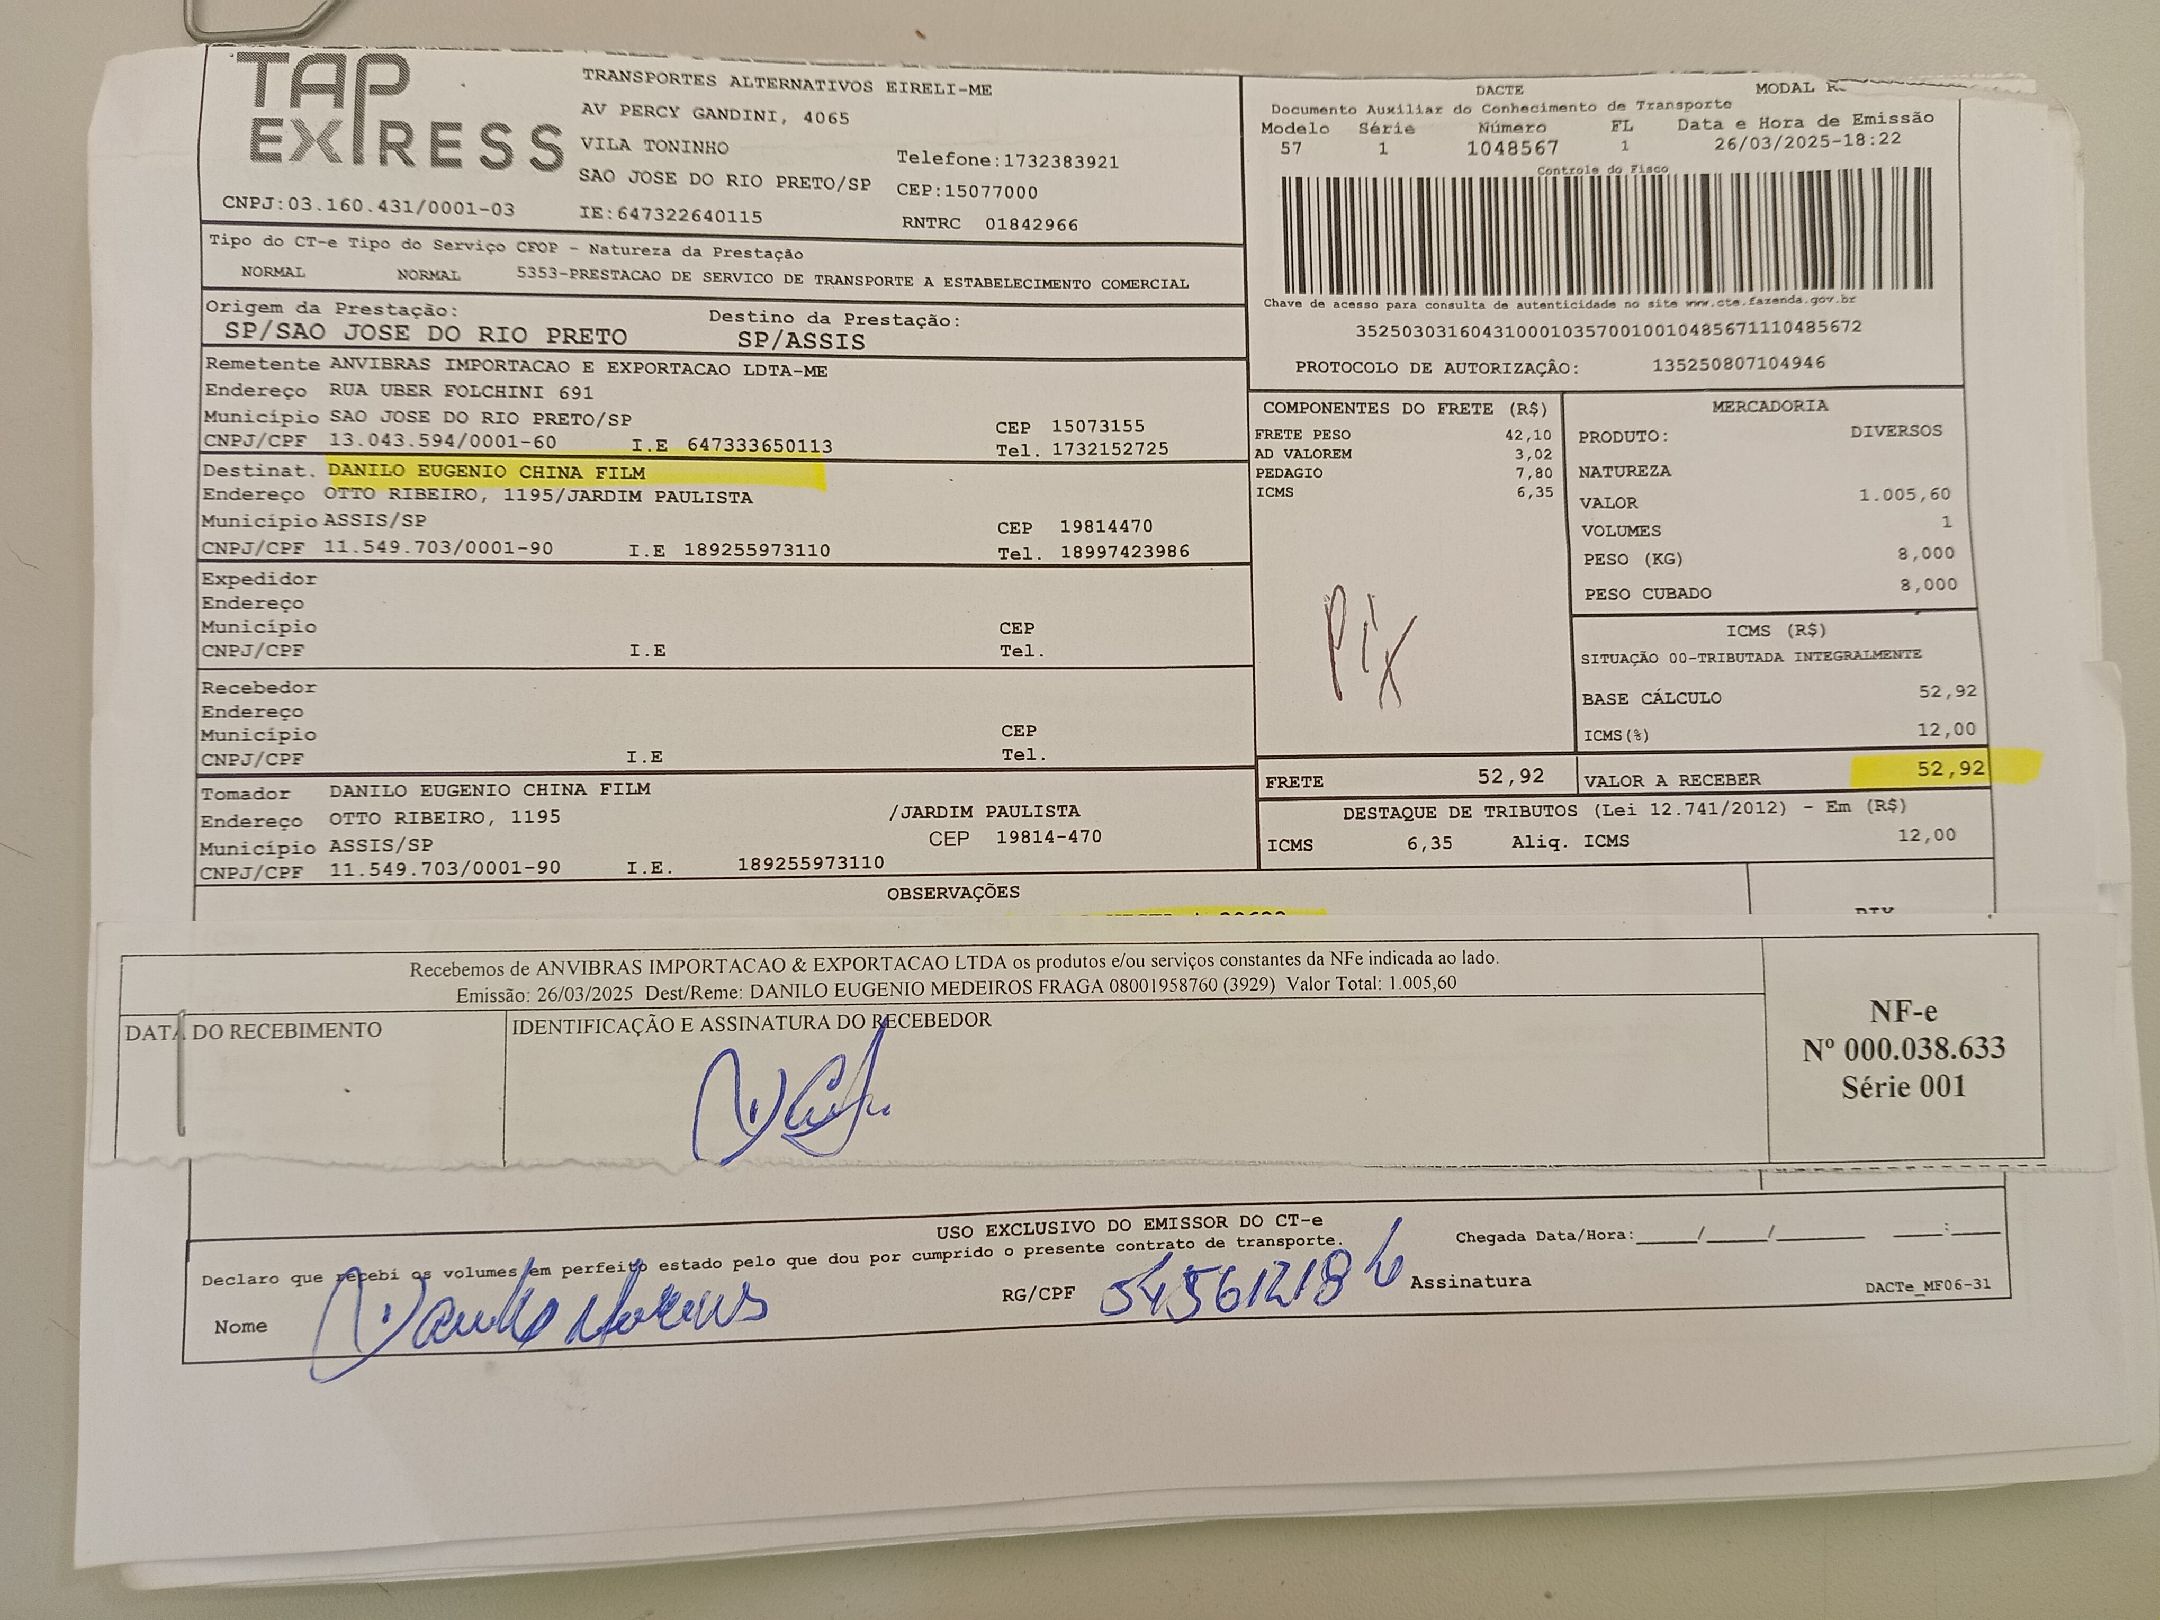 TAP EXPRESS
TRANSPORTES ALTERNATIVOS EIRELI-ME
AV PERCY GANDINI, 4065
VILA TONINHO
Telefone:1732383921
SAO JOSE DO RIO PRETO/SP CEP:15077000
CNPJ:03.160.431/0001-03 IE:647322640115 RNTRC 01842966
DACTE MODAL
Documento Auxiliar do Conhecimento de Transporte
Modelo Série Número FL Data e Hora de Emissão
57 1 1048567 1 26/03/2025-18:22
Controle do Fisco
Chave de acesso para consulta de autenticidade no site www.cte.fazenda.gov.br
35250303160431000103570010010485671110485672
PROTOCOLO DE AUTORIZAÇÂO: 135250807104946
Tipo do CT-e Tipo do Serviço CFOP - Natureza da Prestação
NORMAL NORMAL 5353-PRESTACAO DE SERVICO DE TRANSPORTE A ESTABELECIMENTO COMERCIAL
Origem da Prestação: Destino da Prestação:
SP/SAO JOSE DO RIO PRETO SP/ASSIS
Remetente ANVIBRAS IMPORTACAO E EXPORTACAO LDTA-ME
Endereço RUA UBER FOLCHINI 691
Município SAO JOSE DO RIO PRETO/SP CEP 15073155
CNPJ/CPF 13.043.594/0001-60 I.E 647333650113 Tel. 1732152725
Destinat. DANILO EUGENIO CHINA FILM
Endereço OTTO RIBEIRO, 1195/JARDIM PAULISTA
Município ASSIS/SP CEP 19814470
CNPJ/CPF 11.549.703/0001-90 I.E 189255973110 Tel. 18997423986
Expedidor
Endereço
Município CEP
CNPJ/CPF I.E Tel.
Recebedor
Endereço
Município CEP
CNPJ/CPF I.E Tel.
Tomador DANILO EUGENIO CHINA FILM
Endereço OTTO RIBEIRO, 1195 /JARDIM PAULISTA
Município ASSIS/SP CEP 19814-470
CNPJ/CPF 11.549.703/0001-90 I.E. 189255973110
COMPONENTES DO FRETE (R$)
FRETE PESO 42,10
AD VALOREM 3,02
PEDAGIO 7,80
ICMS 6,35
Pix
MERCADORIA
PRODUTO: DIVERSOS
NATUREZA
VALOR 1.005,60
VOLUMES 1
PESO (KG) 8,000
PESO CUBADO 8,000
ICMS (R$)
SITUAÇÃO 00-TRIBUTADA INTEGRALMENTE
BASE CÁLCULO 52,92
ICMS(%) 12,00
FRETE 52,92 VALOR A RECEBER 52,92
DESTAQUE DE TRIBUTOS (Lei 12.741/2012) - Em (R$)
ICMS 6,35 Aliq. ICMS 12,00
OBSERVAÇÕES
Recebemos de ANVIBRAS IMPORTACAO & EXPORTACAO LTDA os produtos e/ou serviços constantes da NFe indicada ao lado.
Emissão: 26/03/2025 Dest/Reme: DANILO EUGENIO MEDEIROS FRAGA 08001958760 (3929) Valor Total: 1.005,60
DATA DO RECEBIMENTO IDENTIFICAÇÃO E ASSINATURA DO RECEBEDOR
NF-e
Nº 000.038.633
Série 001
USO EXCLUSIVO DO EMISSOR DO CT-e
Declaro que recebi os volumes em perfeito estado pelo que dou por cumprido o presente contrato de transporte.
Chegada Data/Hora:_____/_____/_______ ____:____
Nome RG/CPF 545612186 Assinatura
DACTe_MF06-31